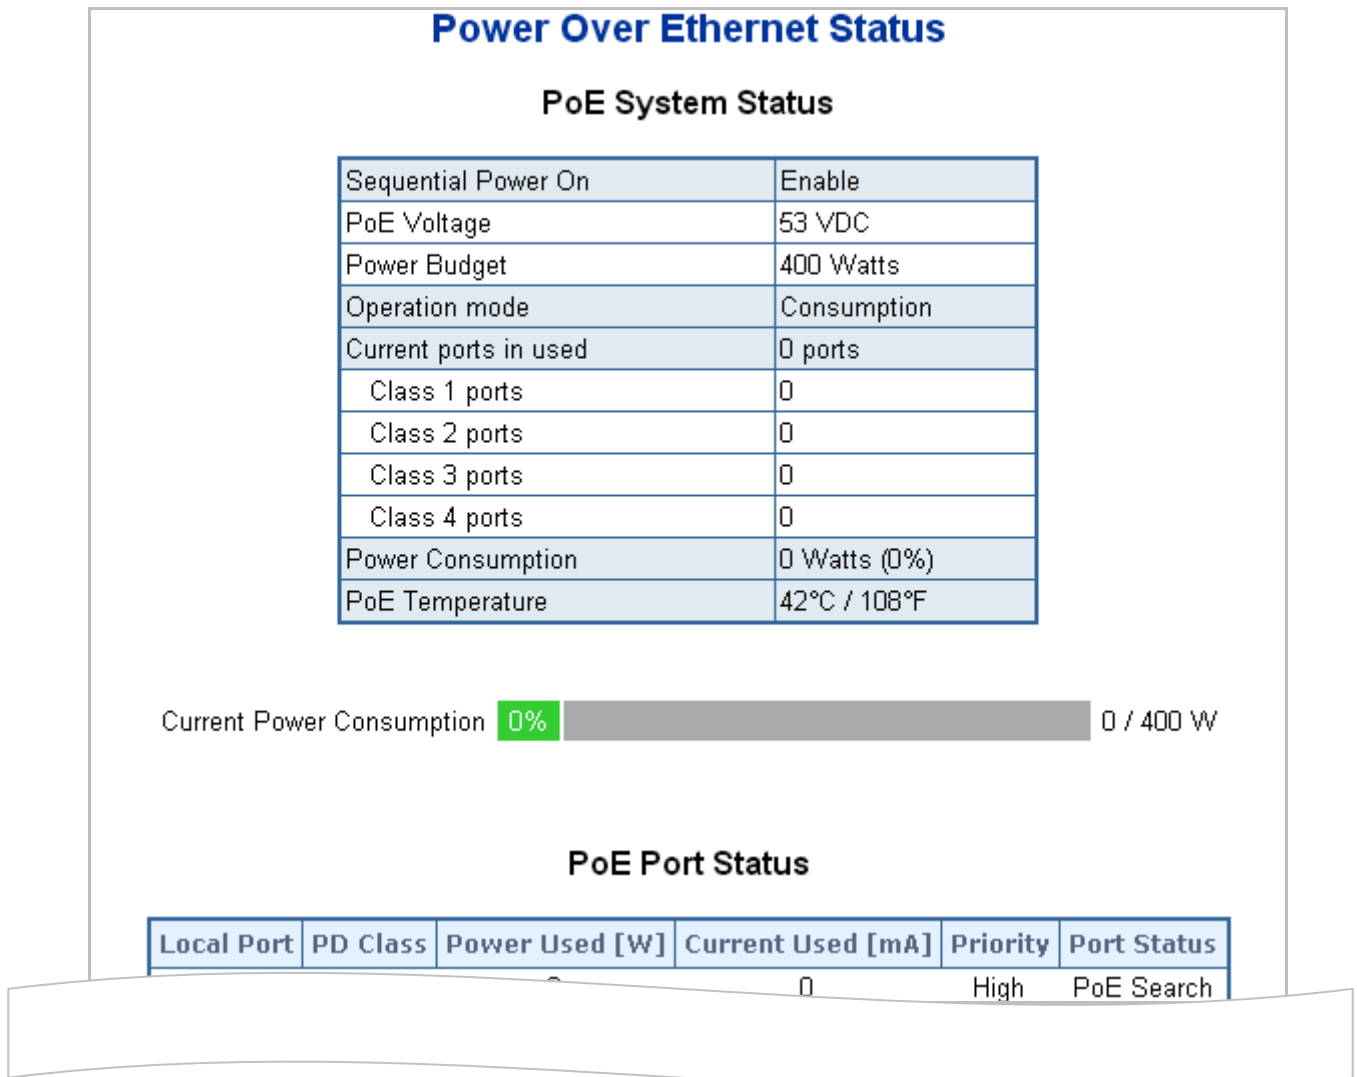 Power Over Ethernet Status
PoE System Status
Sequential Power On Enable
PoE Voltage 53 VDC
Power Budget 400 Watts
Operation mode Consumption
Current ports in used 0 ports
Class 1 ports 0
Class 2 ports 0
Class 3 ports 0
Class 4 ports 0
Power Consumption 0 Watts (0%)
PoE Temperature 42°C / 108°F
Current Power Consumption 0% 0 / 400 W
PoE Port Status
Local Port PD Class Power Used [W] Current Used [mA] Priority Port Status
0 High PoE Search